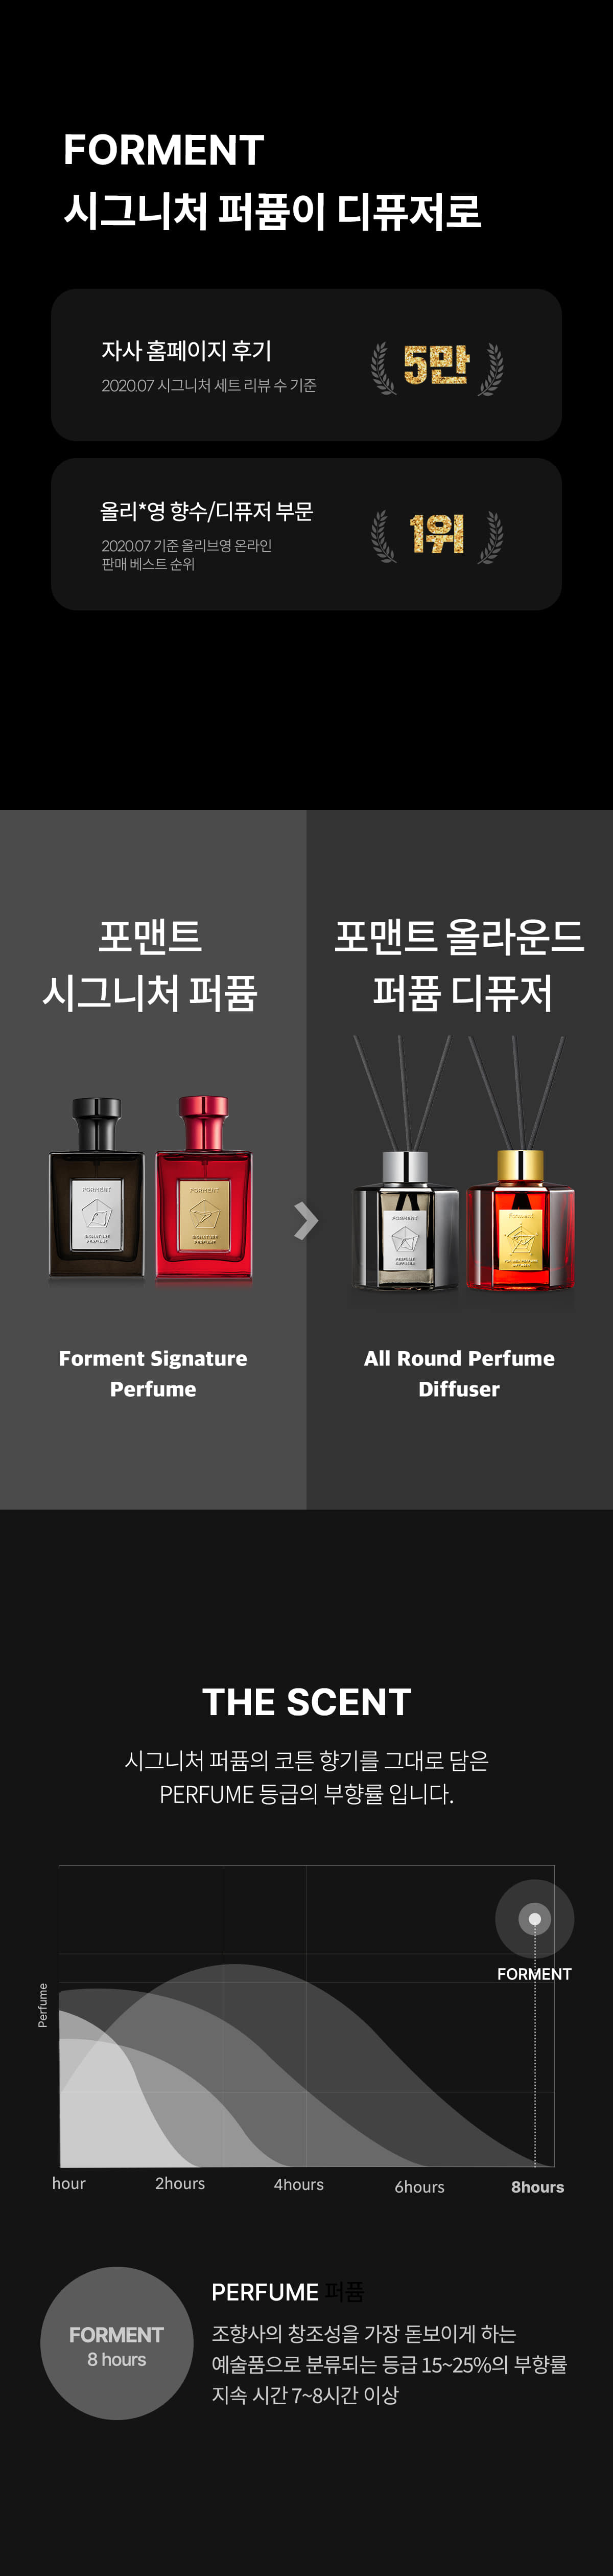 FORMENT
시그니처 퍼퓸이 디퓨저로
자사 홈페이지 후기
2020.07 시그니처 세트 리뷰 수 기준
5만
올리*영 향수/디퓨저 부문
2020.07 기준 올리브영 온라인
판매 베스트 순위
1위
포맨트
시그니처 퍼퓸
포맨트 올라운드
퍼퓸 디퓨저
FORMENT
SIGNATURE
PERFUME
FORMENT
SIGNATURE
PERFUME
FORMENT
PERFUME
DIFFUSER
Forment Signature
Perfume
All Round Perfume
Diffuser
THE SCENT
시그니처 퍼퓸의 코튼 향기를 그대로 담은
PERFUME 등급의 부향률 입니다.
Perfume
FORMENT
hour
2hours
4hours
6hours
8hours
FORMENT
8 hours
PERFUME 퍼퓸
조향사의 창조성을 가장 돋보이게 하는
예술품으로 분류되는 등급 15~25%의 부향률
지속 시간 7~8시간 이상